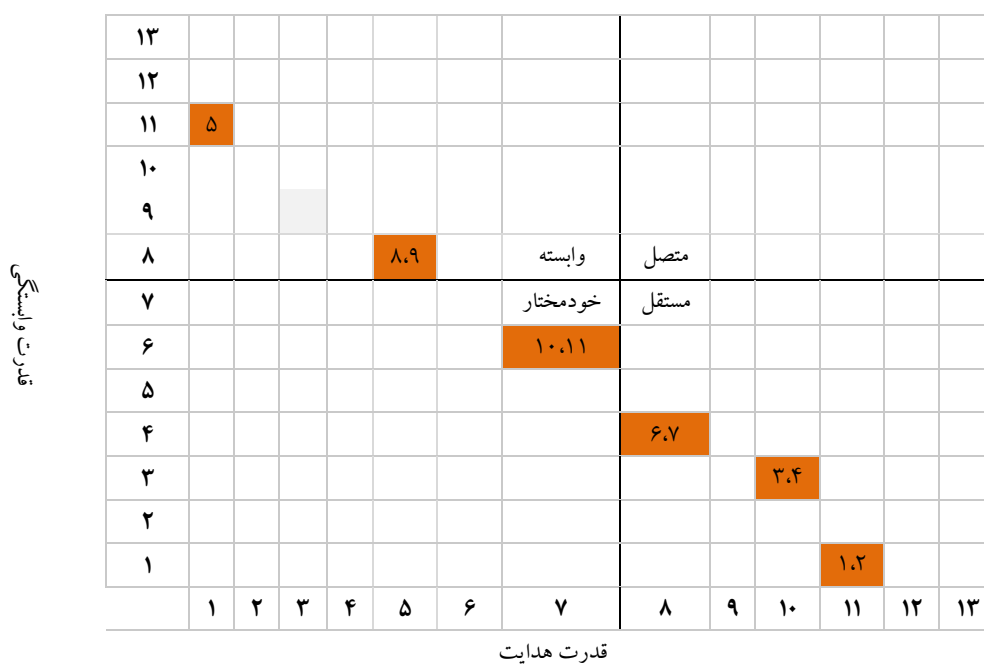 ۱۳
۱۲
۱۱ ۵
۱۰
۹
۸ ۸،۹ وابسته متصل
۷ خودمختار مستقل
۶ ۱۰،۱۱
۵
۴ ۶،۷
۳ ۳،۴
۲
۱ ۱،۲
۱ ۲ ۳ ۴ ۵ ۶ ۷ ۸ ۹ ۱۰ ۱۱ ۱۲ ۱۳
قدرت وابستگی
قدرت هدایت